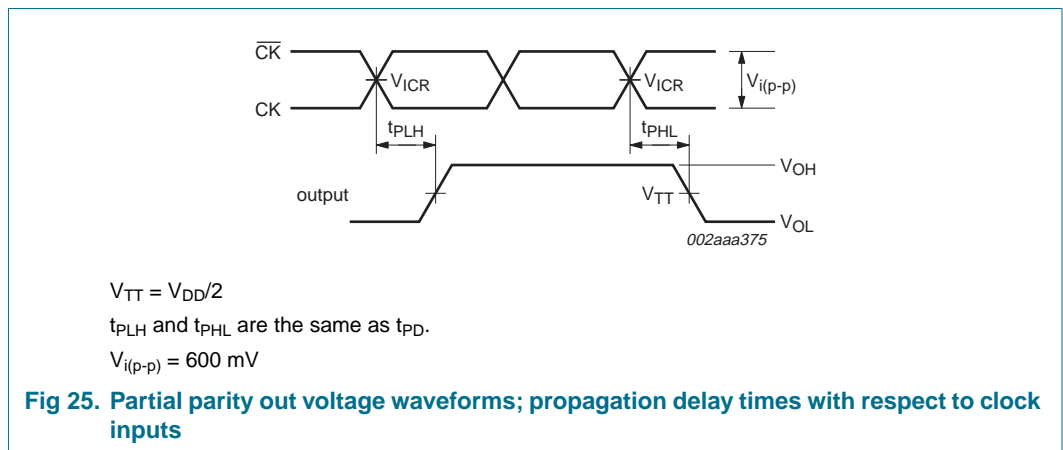 C̅K̅
V_ICR
V_ICR
V_i(p-p)
CK
t_PLH
t_PHL
V_OH
output
V_TT
V_OL
002aaa375
V_TT = V_DD/2
t_PLH and t_PHL are the same as t_PD.
V_i(p-p) = 600 mV
Fig 25. Partial parity out voltage waveforms; propagation delay times with respect to clock
inputs